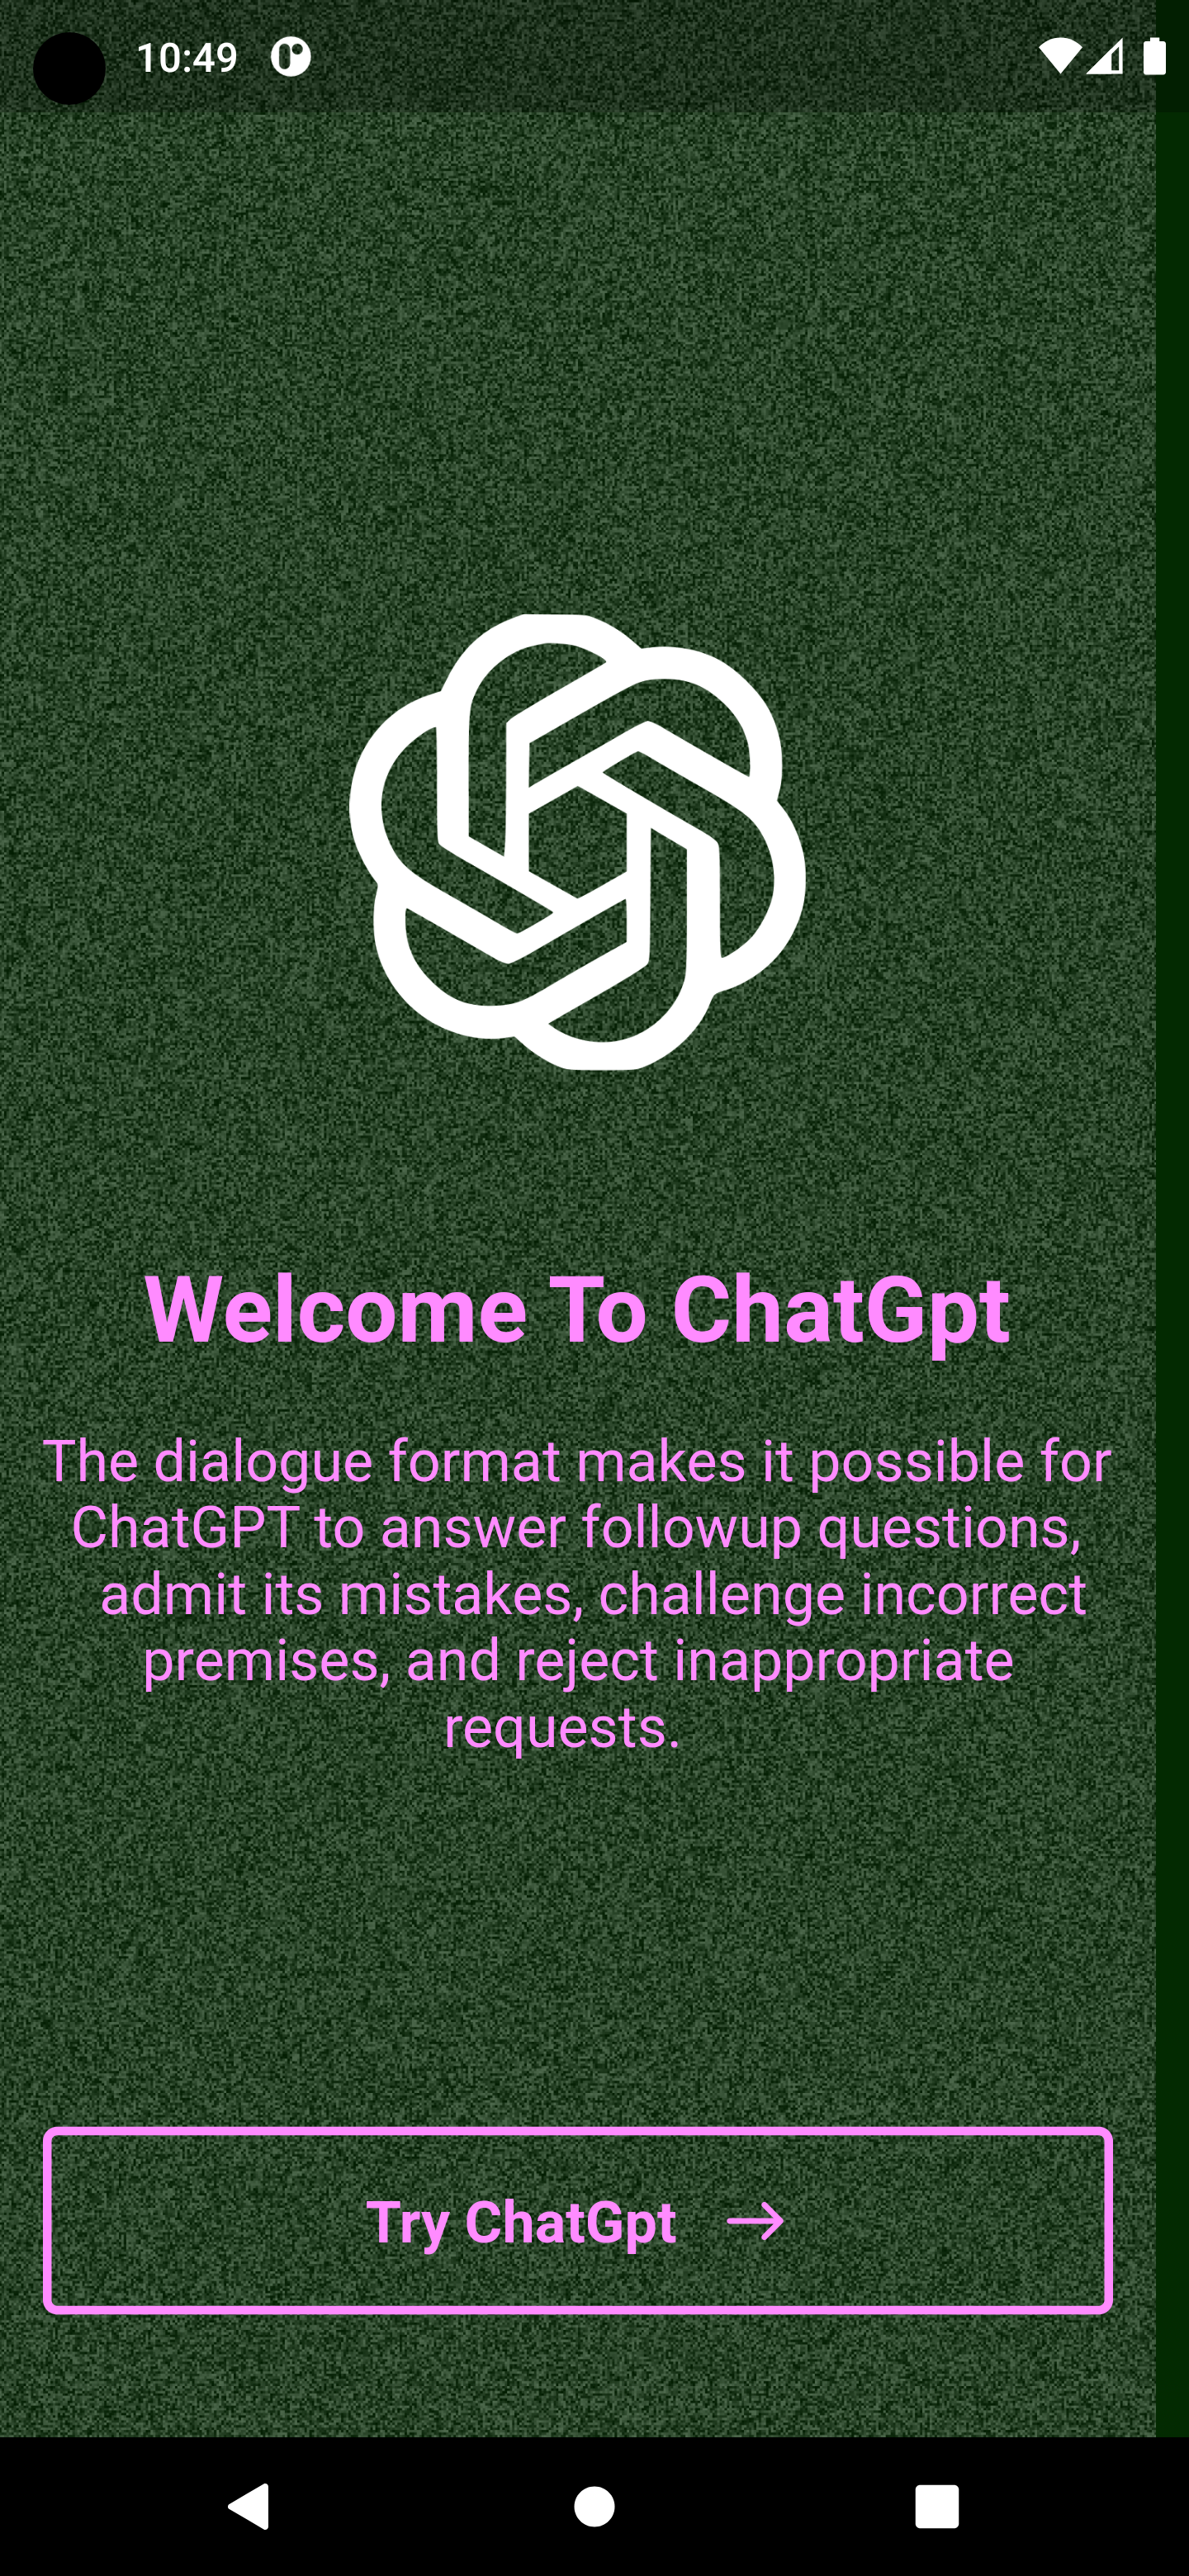 10:49
Welcome To ChatGpt
The dialogue format makes it possible for
ChatGPT to answer followup questions,
admit its mistakes, challenge incorrect
premises, and reject inappropriate
requests.
Try ChatGpt →